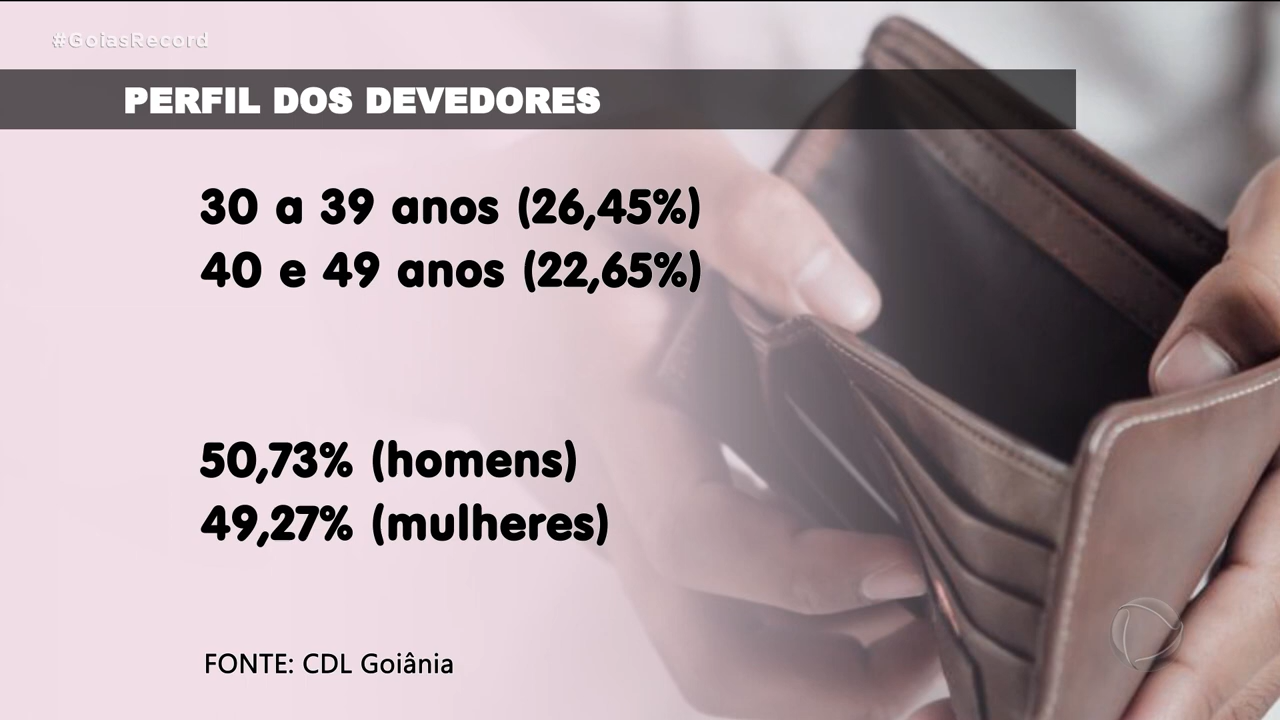 #GoiasRecord
PERFIL DOS DEVEDORES
30 a 39 anos (26,45%)
40 e 49 anos (22,65%)
50,73% (homens)
49,27% (mulheres)
FONTE: CDL Goiânia